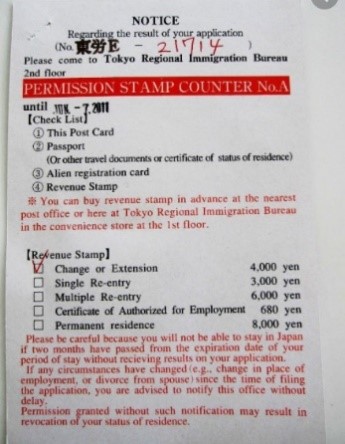 NOTICE
Regarding the result of your application
(No. 東労E - 21714 )
Please come to Tokyo Regional Immigration Bureau
2nd floor
PERMISSION STAMP COUNTER No.A
until -7.2011
【Check List】
① This Post Card
② Passport
(Or other travel documents or certificate of status of residence)
③ Alien registration card
④ Revenue Stamp
※ You can buy revenue stamp in advance at the nearest
post office or here at Tokyo Regional Immigration Bureau
in the convenience store at the 1st floor.
【Revenue Stamp】
☑ Change or Extension 4,000 yen
□ Single Re-entry 3,000 yen
□ Multiple Re-entry 6,000 yen
□ Certificate of Authorized for Employment 680 yen
□ Permanent residence 8,000 yen
Please be careful because you will not be able to stay in Japan
if two months have passed from the expiration date of your
period of stay without recieving results on your application.
If any circumstances have changed (e.g., change in place of
employment, or divorce from spouse) since the time of filing
the application, you are advised to notify this office without
delay.
Permission granted without such notification may result in
revocation of your status of residence.